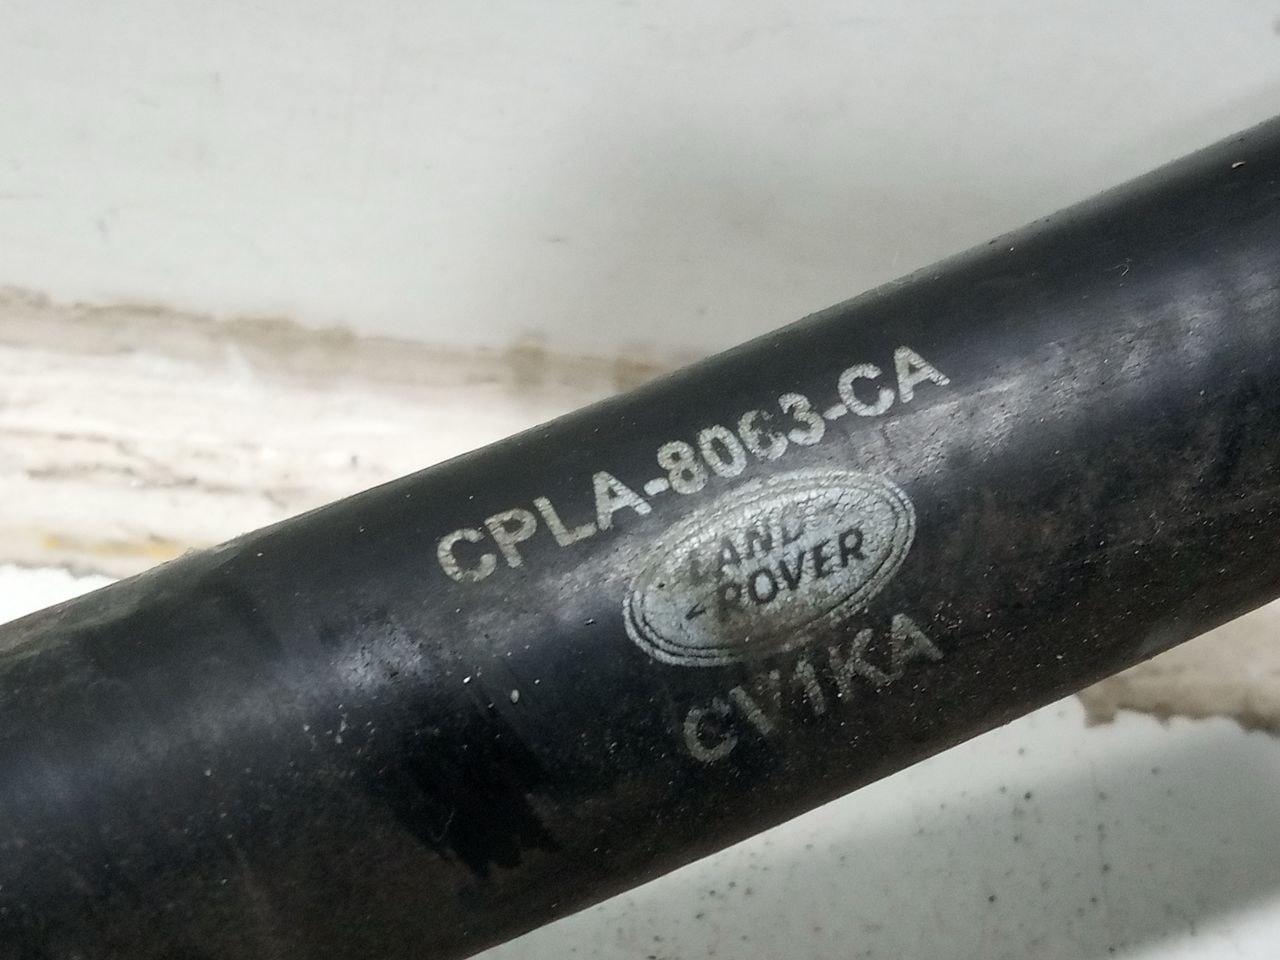 CPLA-8063-CA
LAND
ROVER
CV1KA